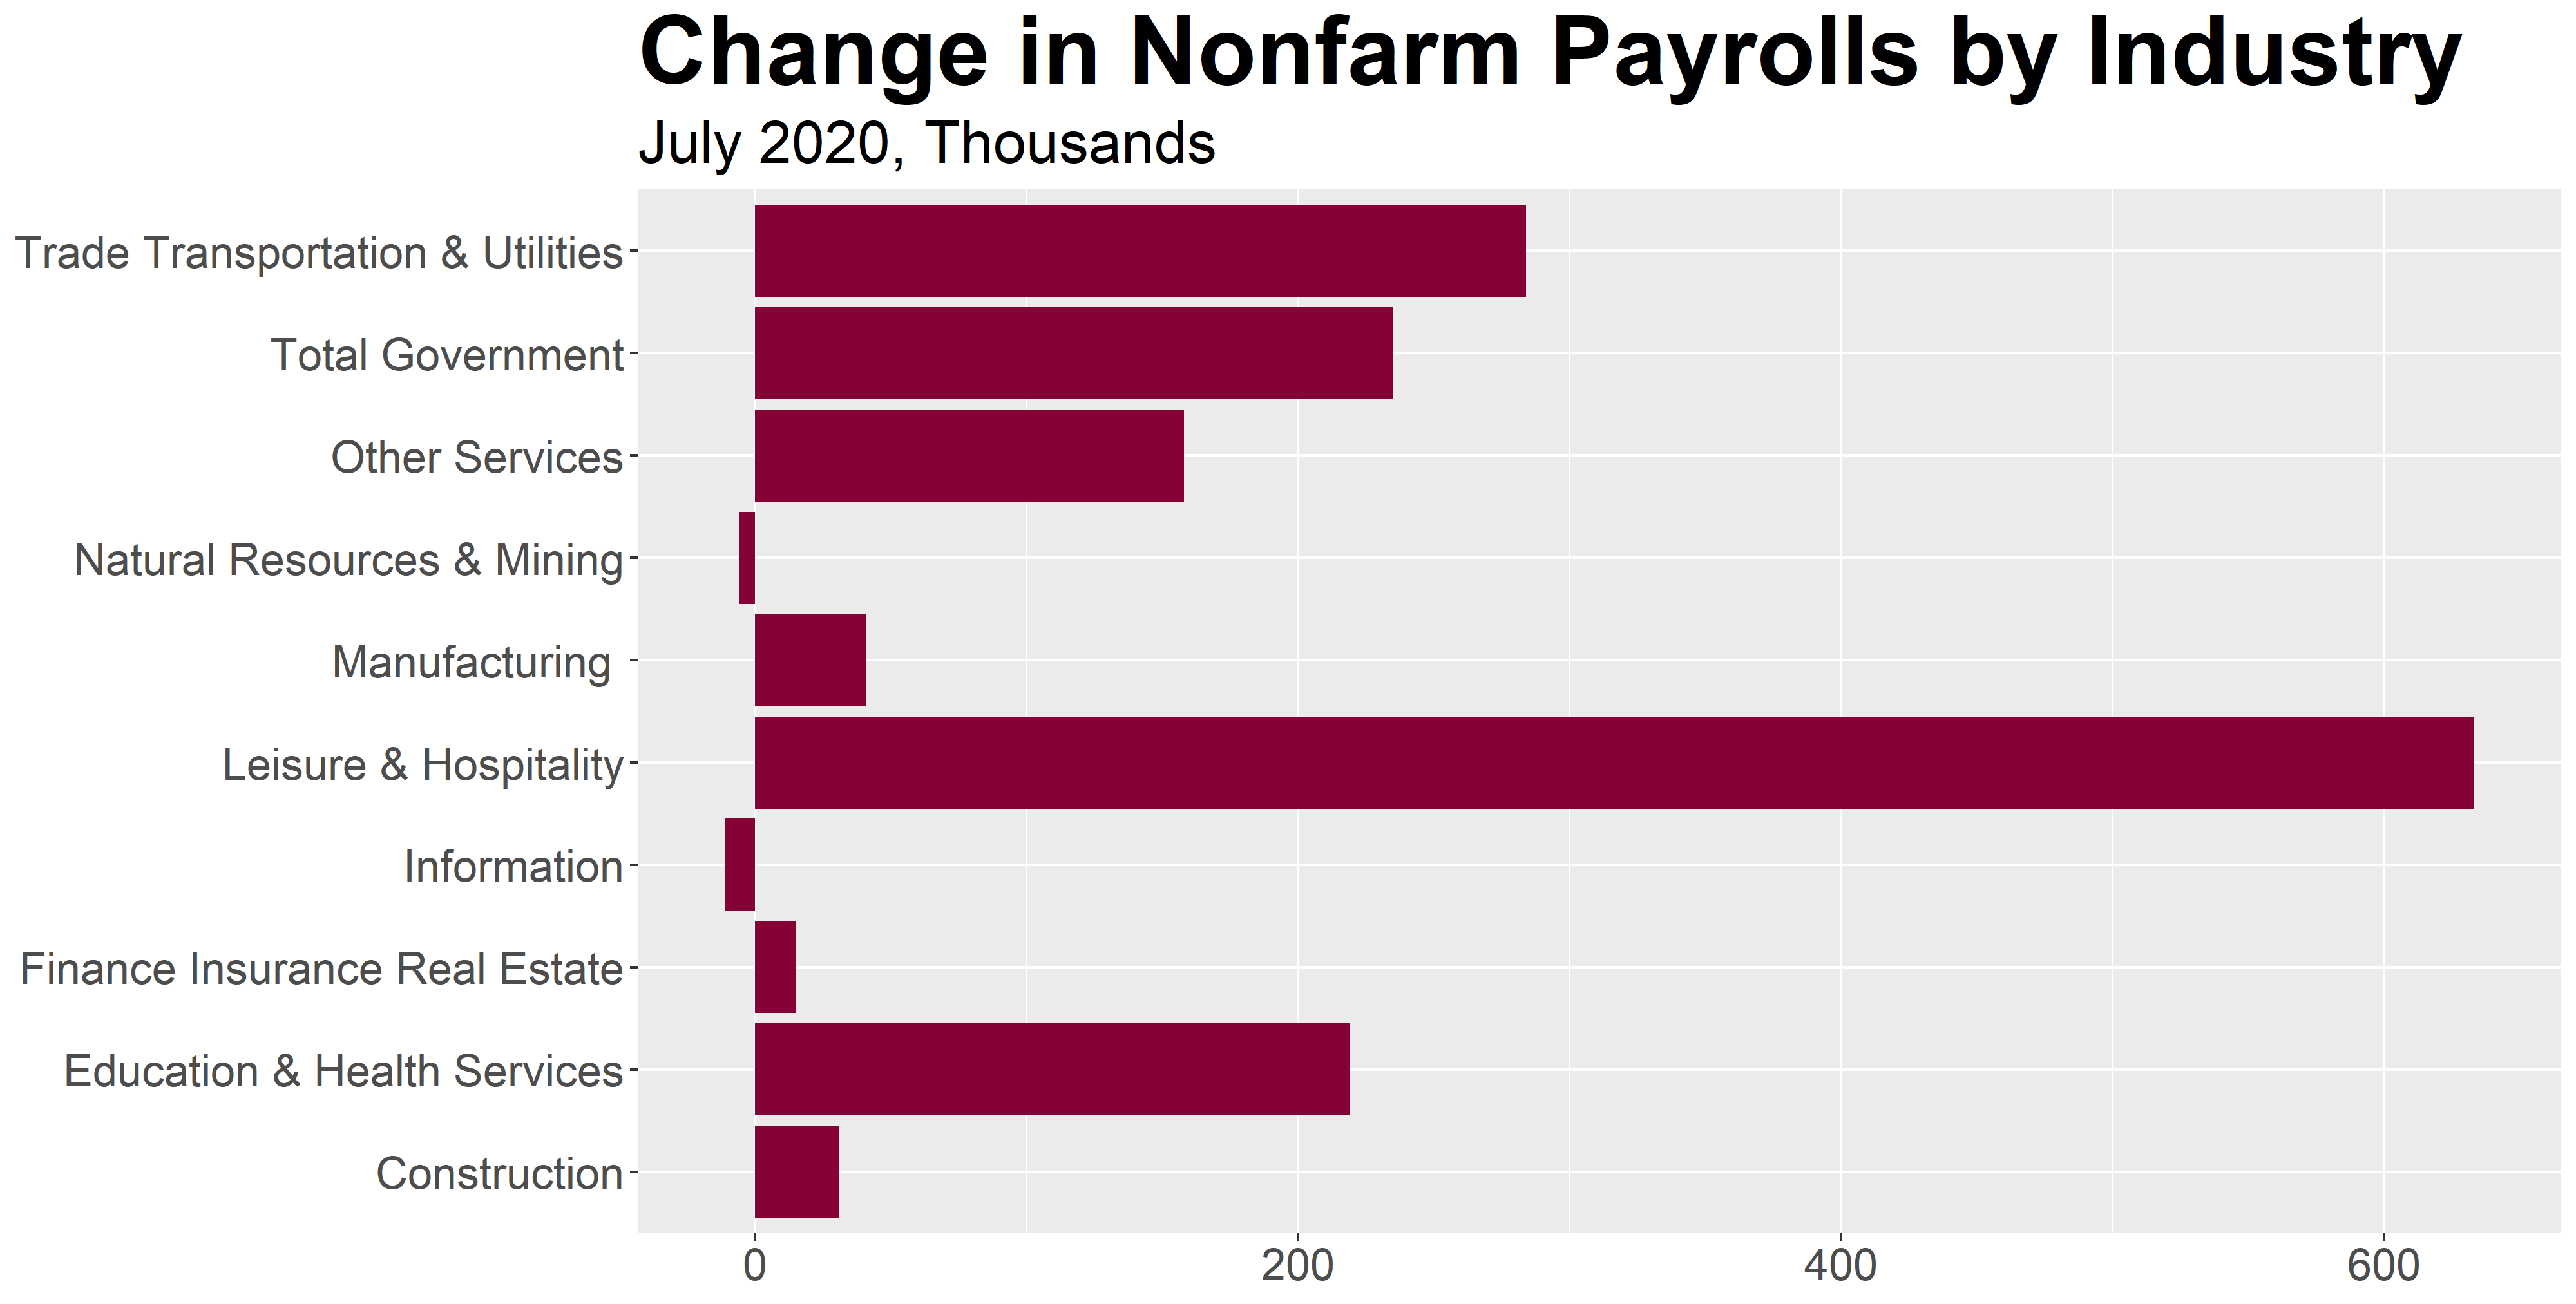 Change in Nonfarm Payrolls by Industry
July 2020, Thousands
Trade Transportation & Utilities
Total Government
Other Services
Natural Resources & Mining
Manufacturing
Leisure & Hospitality
Information
Finance Insurance Real Estate
Education & Health Services
Construction
0 200 400 600